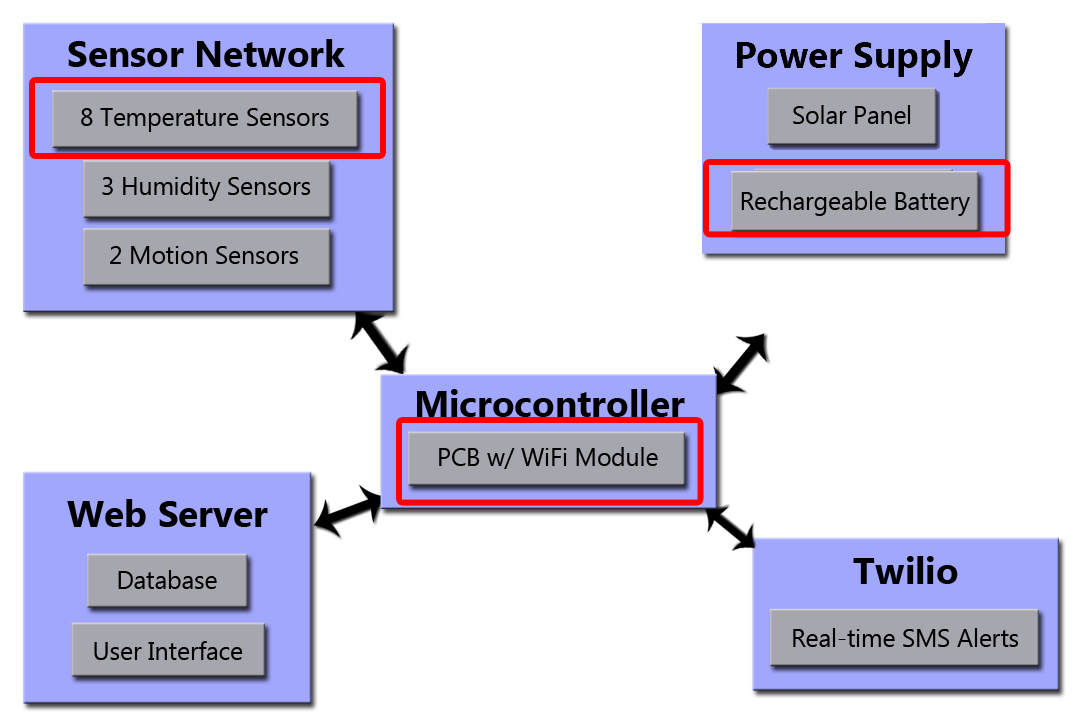 Sensor Network
8 Temperature Sensors
3 Humidity Sensors
2 Motion Sensors
Power Supply
Solar Panel
Rechargeable Battery
Microcontroller
PCB w/ WiFi Module
Web Server
Database
User Interface
Twilio
Real-time SMS Alerts